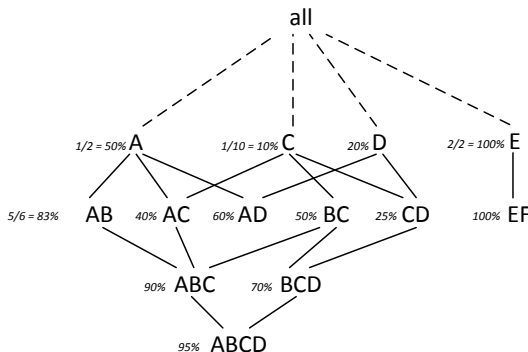 all
1/2 = 50% A 1/10 = 10% C 20% D 2/2 = 100% E
5/6 = 83% AB 40% AC 60% AD 50% BC 25% CD 100% EF
90% ABC 70% BCD
95% ABCD